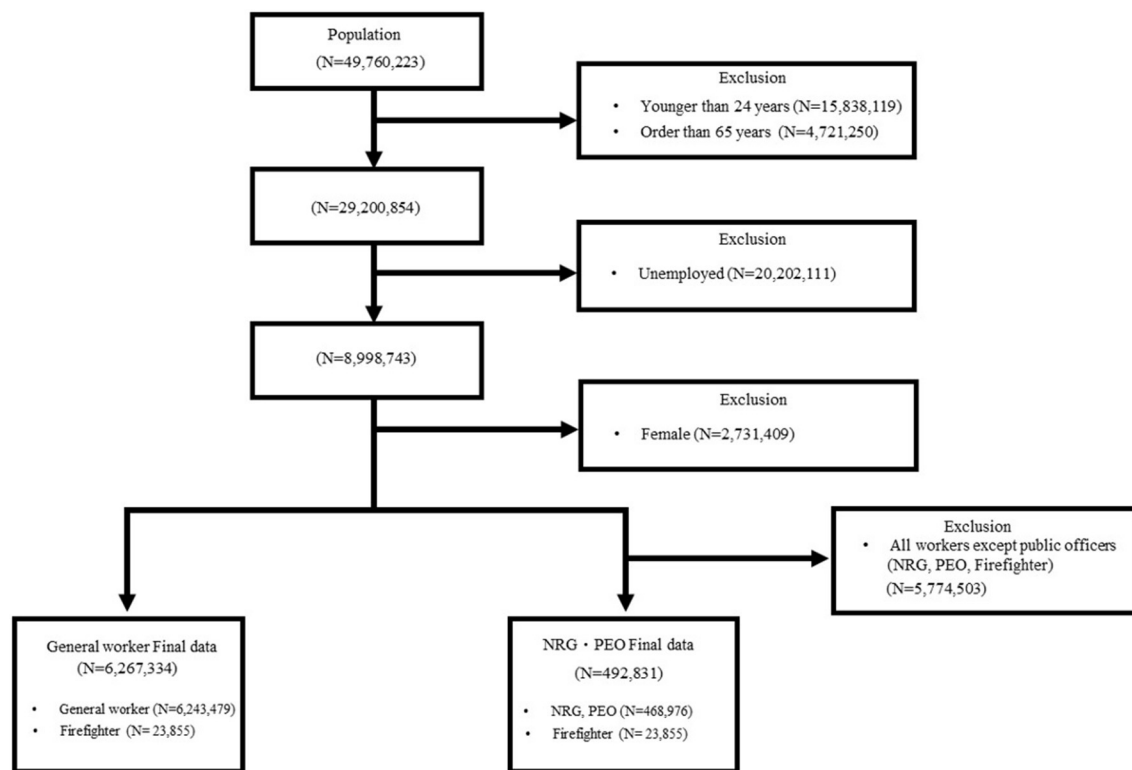 Population
(N=49,760,223)
Exclusion
• Younger than 24 years (N=15,838,119)
• Order than 65 years (N=4,721,250)
(N=29,200,854)
Exclusion
• Unemployed (N=20,202,111)
(N=8,998,743)
Exclusion
• Female (N=2,731,409)
Exclusion
• All workers except public officers
(NRG, PEO, Firefighter)
(N=5,774,503)
General worker Final data
(N=6,267,334)
• General worker (N=6,243,479)
• Firefighter (N= 23,855)
NRG・PEO Final data
(N=492,831)
• NRG, PEO (N=468,976)
• Firefighter (N= 23,855)